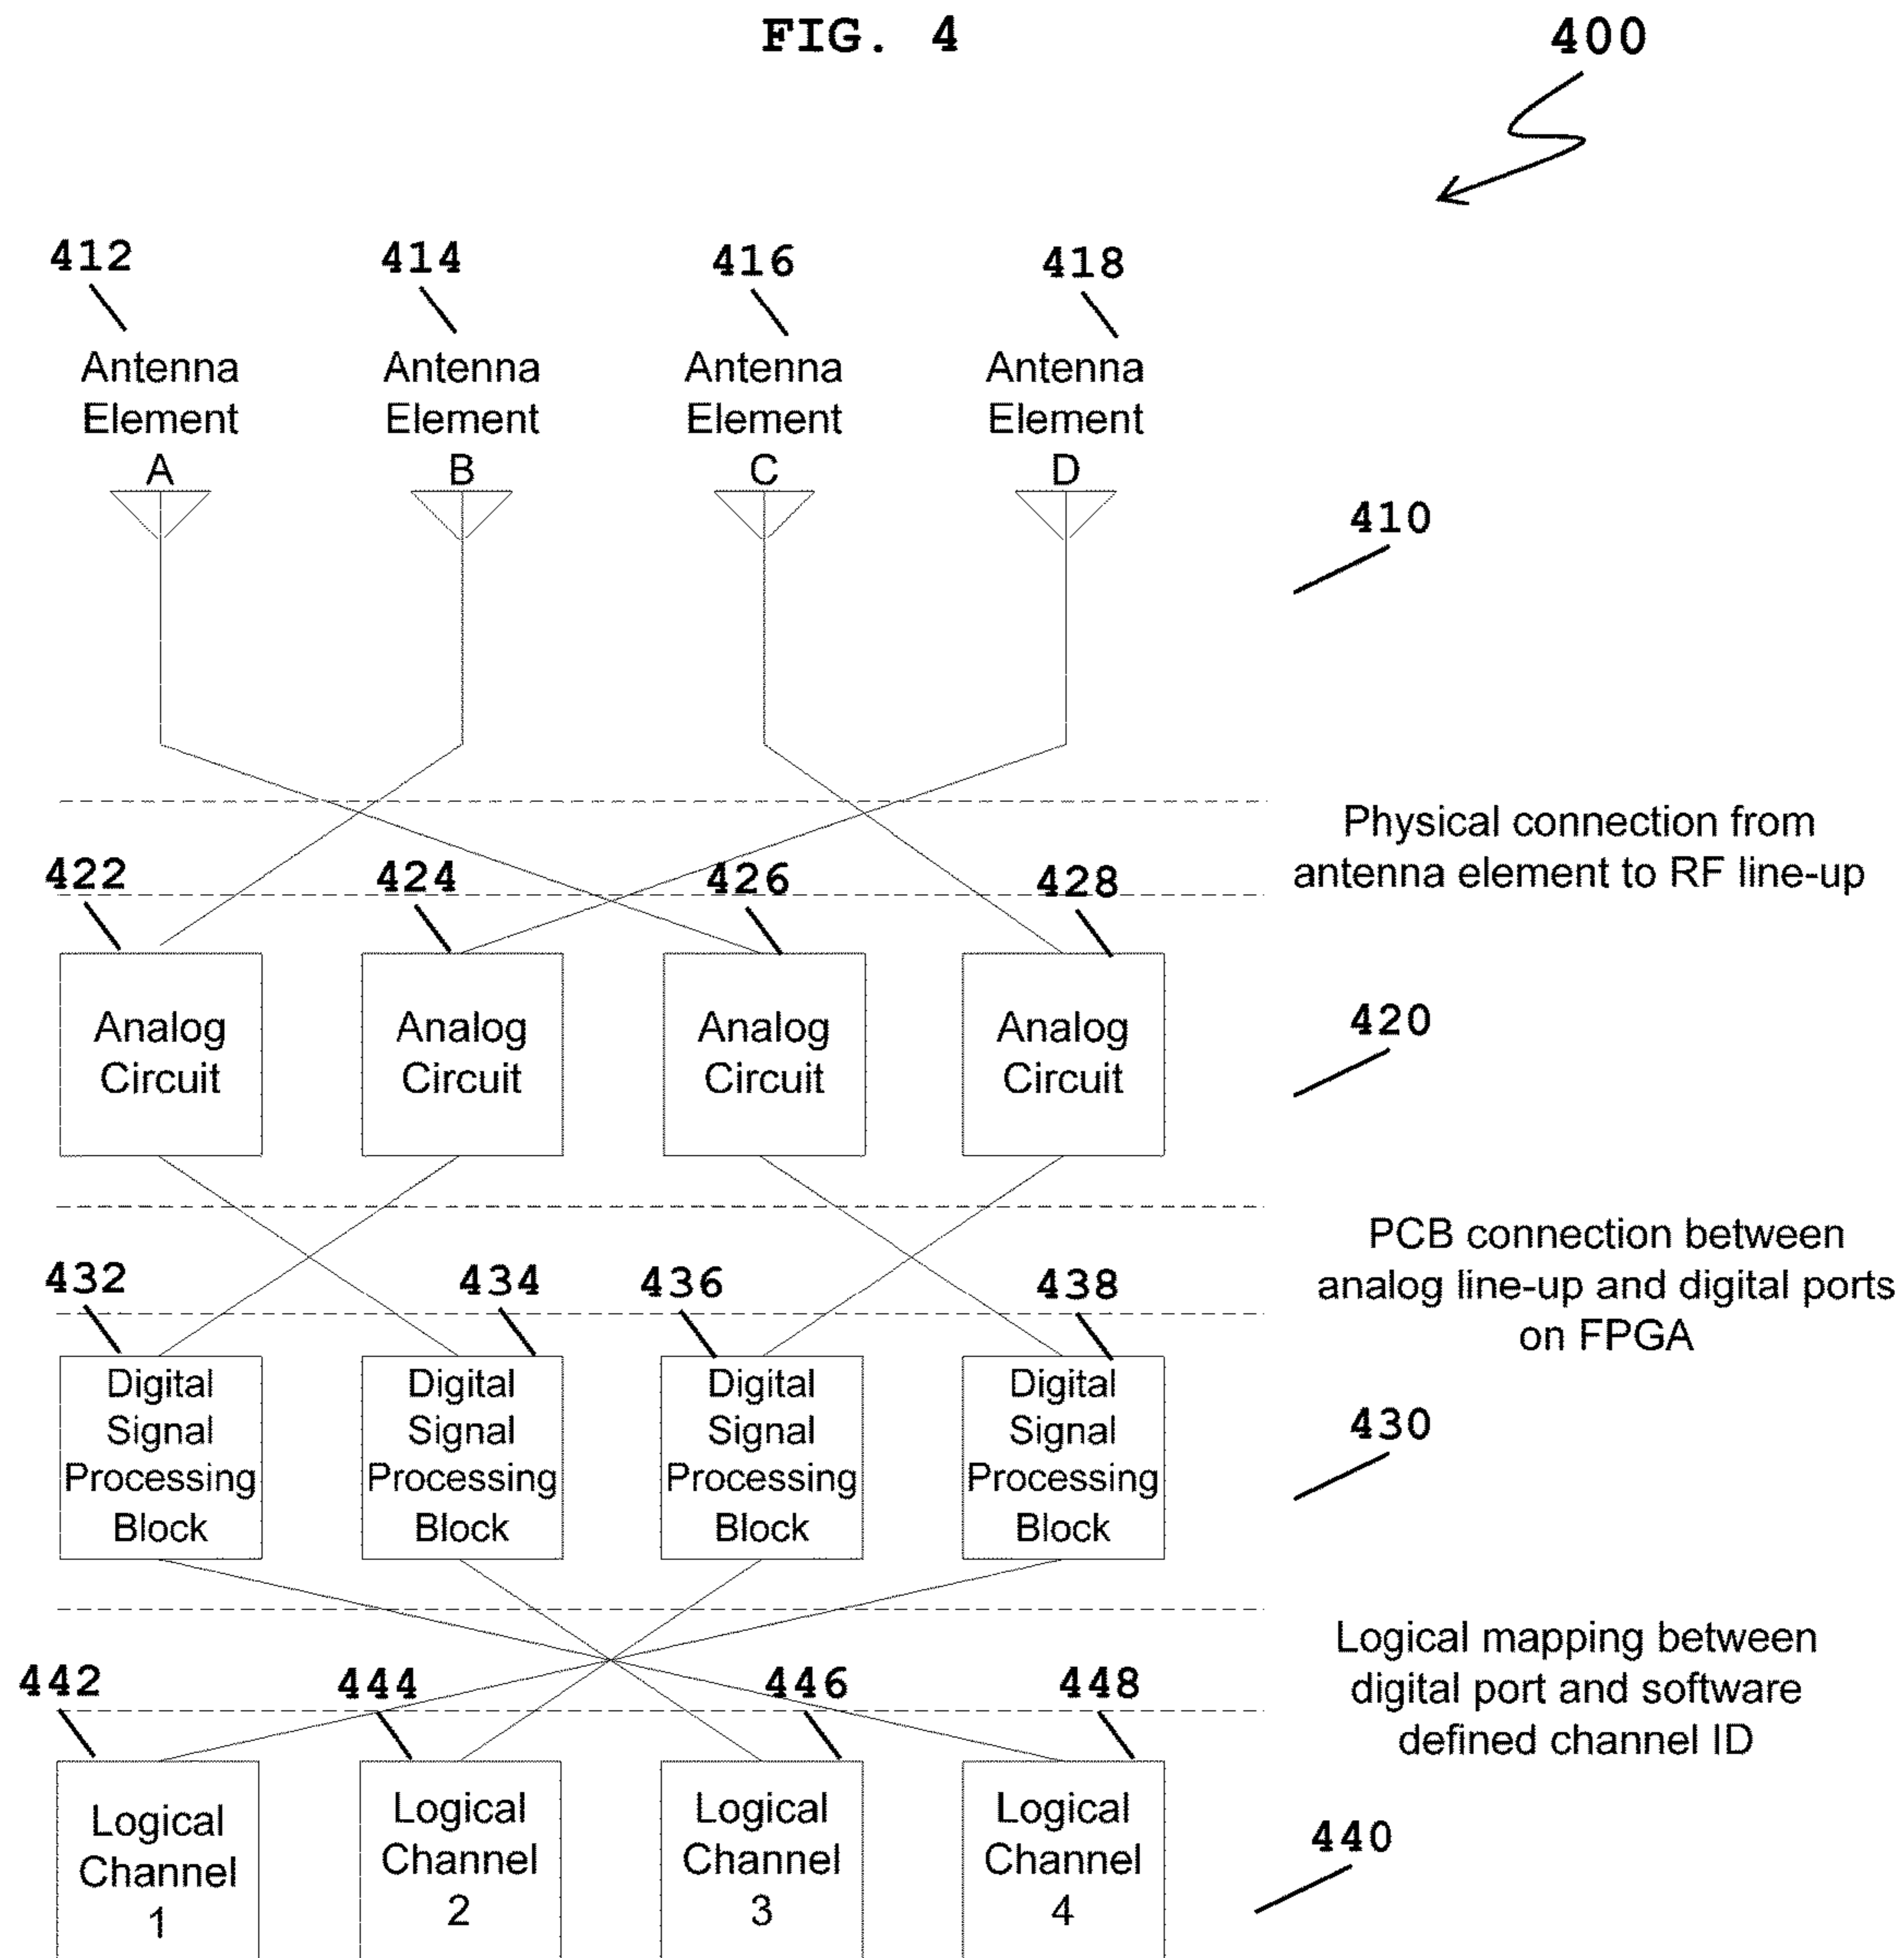 FIG. 4
400
412
414
416
418
Antenna
Element
A
Antenna
Element
B
Antenna
Element
C
Antenna
Element
D
410
Physical connection from
antenna element to RF line-up
422
424
426
428
Analog
Circuit
Analog
Circuit
Analog
Circuit
Analog
Circuit
420
PCB connection between
analog line-up and digital ports
on FPGA
432
434
436
438
Digital
Signal
Processing
Block
Digital
Signal
Processing
Block
Digital
Signal
Processing
Block
Digital
Signal
Processing
Block
430
Logical mapping between
digital port and software
defined channel ID
442
444
446
448
Logical
Channel
1
Logical
Channel
2
Logical
Channel
3
Logical
Channel
4
440